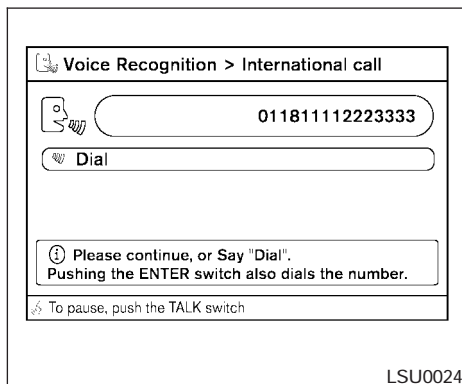 Voice Recognition > International call
011811112223333
Dial
Please continue, or Say "Dial".
Pushing the ENTER switch also dials the number.
To pause, push the TALK switch
LSU0024